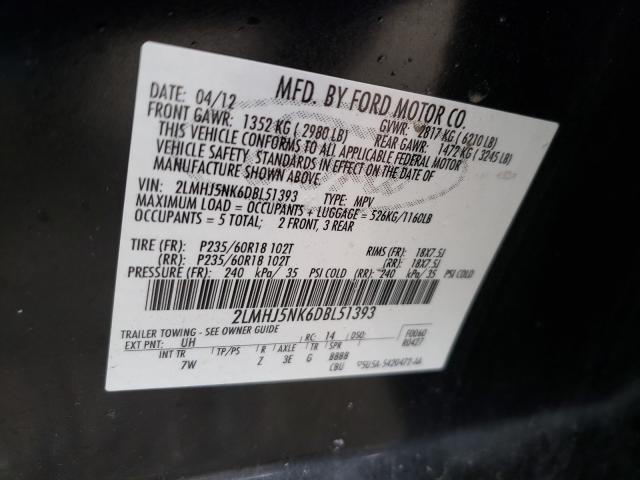 MFD. BY FORD MOTOR CO.
DATE: 04/12 GVWR: 2817 KG ( 6210 LB)
FRONT GAWR: 1352 KG ( 2980 LB) REAR GAWR: 1472 KG ( 3245 LB)
THIS VEHICLE CONFORMS TO ALL APPLICABLE FEDERAL MOTOR
VEHICLE SAFETY STANDARDS IN EFFECT ON THE DATE OF
MANUFACTURE SHOWN ABOVE.
VIN: 2LMHJ5NK6DBL51393 TYPE: MPV
MAXIMUM LOAD = OCCUPANTS + LUGGAGE = 526KG/1160LB
OCCUPANTS = 5 TOTAL; 2 FRONT, 3 REAR
TIRE (FR): P235/60R18 102T RIMS (FR): 18X7.5J
(RR): P235/60R18 102T (RR): 18X7.5J
PRESSURE (FR): 240 kPa/ 35 PSI COLD (RR): 240 kPa/ 35 PSI COLD
2LMHJ5NK6DBL51393
TRAILER TOWING - SEE OWNER GUIDE
EXT PNT: UH RC: 14 DSO: F0060
80427
INT TR TP/PS R AXLE TR SPR
7W Z 3E G 8888
CBU